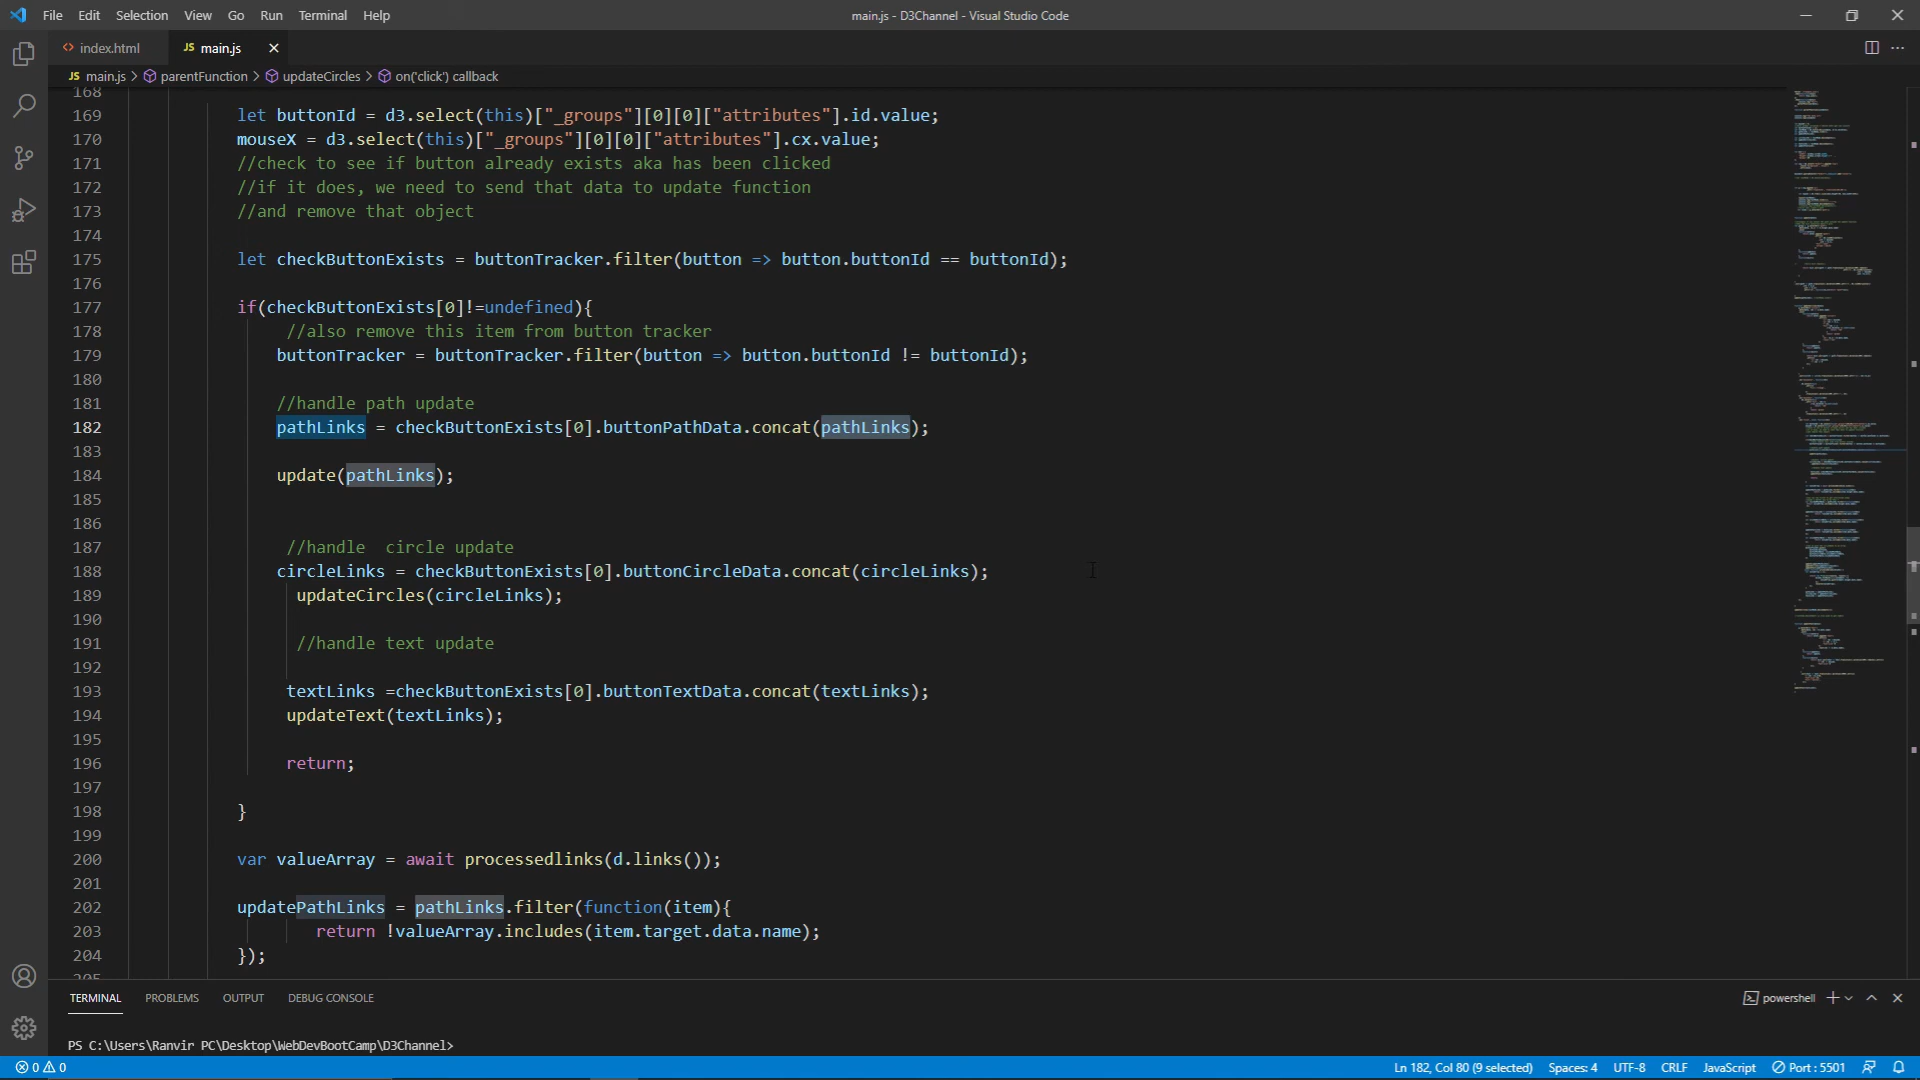 File Edit Selection View Go Run Terminal Help
main.js - D3Channel - Visual Studio Code
<> index.html JS main.js ×
JS main.js > parentFunction > updateCircles > on('click') callback
168
169 let buttonId = d3.select(this)["_groups"][0][0]["attributes"].id.value;
170 mouseX = d3.select(this)["_groups"][0][0]["attributes"].cx.value;
171 //check to see if button already exists aka has been clicked
172 //if it does, we need to send that data to update function
173 //and remove that object
174
175 let checkButtonExists = buttonTracker.filter(button => button.buttonId == buttonId);
176
177 if(checkButtonExists[0]!=undefined){
178 //also remove this item from button tracker
179 buttonTracker = buttonTracker.filter(button => button.buttonId != buttonId);
180
181 //handle path update
182 pathLinks = checkButtonExists[0].buttonPathData.concat(pathLinks);
183
184 update(pathLinks);
185
186
187 //handle  circle update
188 circleLinks = checkButtonExists[0].buttonCircleData.concat(circleLinks);
189 updateCircles(circleLinks);
190
191 //handle text update
192
193 textLinks =checkButtonExists[0].buttonTextData.concat(textLinks);
194 updateText(textLinks);
195
196 return;
197
198 }
199
200 var valueArray = await processedlinks(d.links());
201
202 updatePathLinks = pathLinks.filter(function(item){
203 return !valueArray.includes(item.target.data.name);
204 });
205
TERMINAL PROBLEMS OUTPUT DEBUG CONSOLE
powershell
PS C:\Users\Ranvir PC\Desktop\WebDevBootCamp\D3Channel>
0 0
Ln 182, Col 80 (9 selected) Spaces: 4 UTF-8 CRLF JavaScript Port : 5501